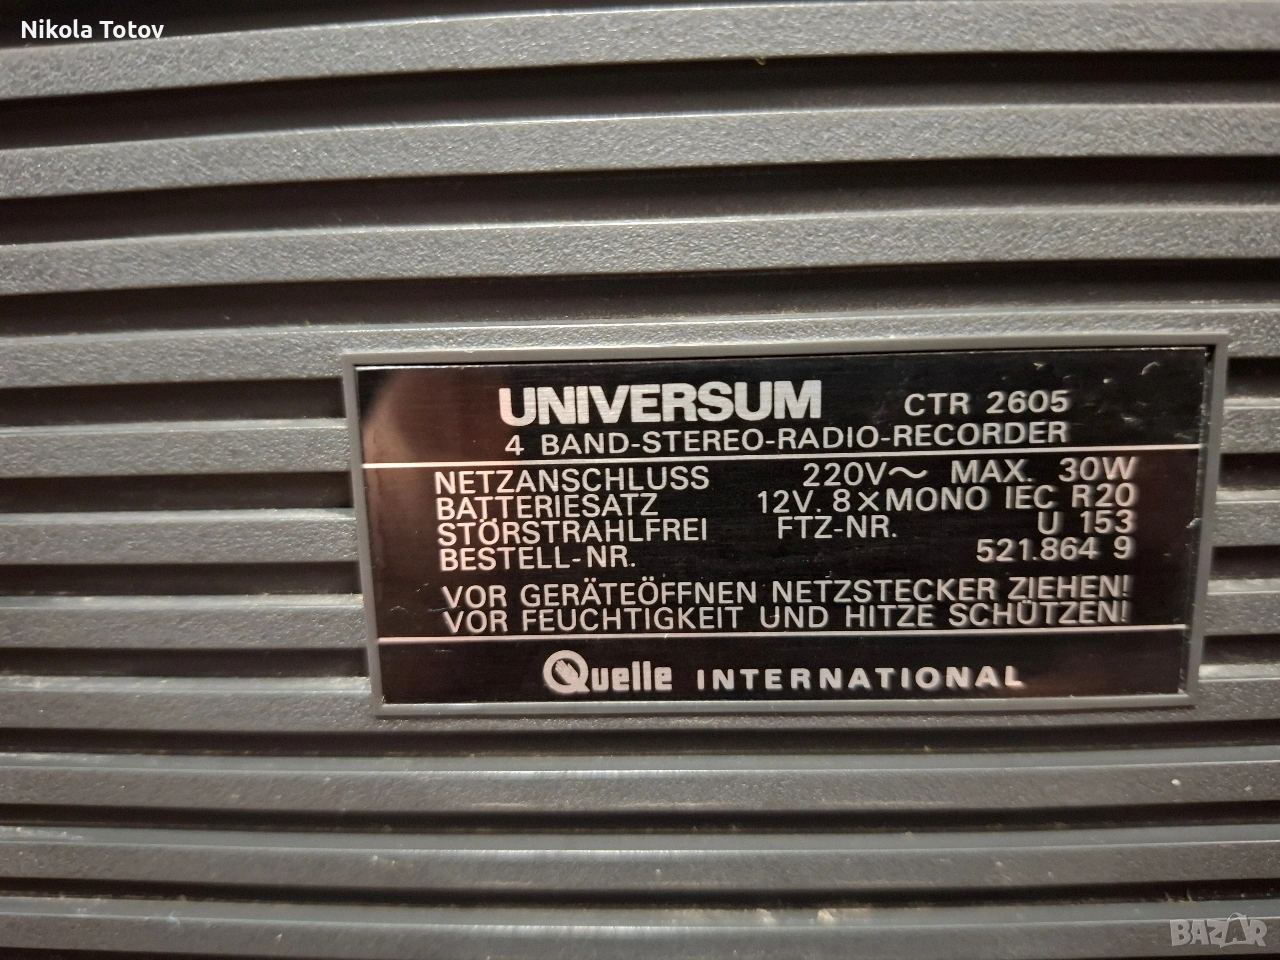 Nikola Totov
UNIVERSUM CTR 2605
4 BAND-STEREO-RADIO-RECORDER
NETZANSCHLUSS 220V~ MAX. 30W
BATTERIESATZ 12V. 8×MONO IEC R20
STÖRSTRAHLFREI FTZ-NR. U 153
BESTELL-NR. 521.864 9
VOR GERÄTEÖFFNEN NETZSTECKER ZIEHEN!
VOR FEUCHTIGKEIT UND HITZE SCHÜTZEN!
Quelle INTERNATIONAL
BAZAR